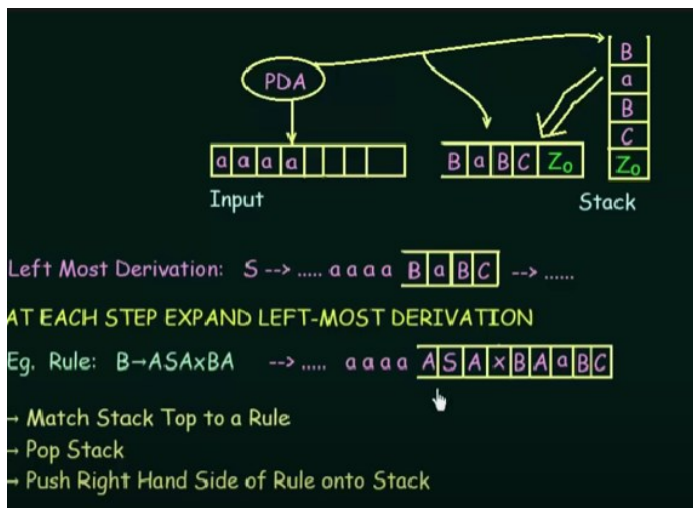 B
PDA
a
B
C
a a a a
B a B C Z₀
Z₀
Input
Stack
Left Most Derivation: S --> ..... a a a a B a B C --> ......
AT EACH STEP EXPAND LEFT-MOST DERIVATION
Eg. Rule: B→ASAxBA --> ..... a a a a A S A x B A a B C
→ Match Stack Top to a Rule
→ Pop Stack
→ Push Right Hand Side of Rule onto Stack